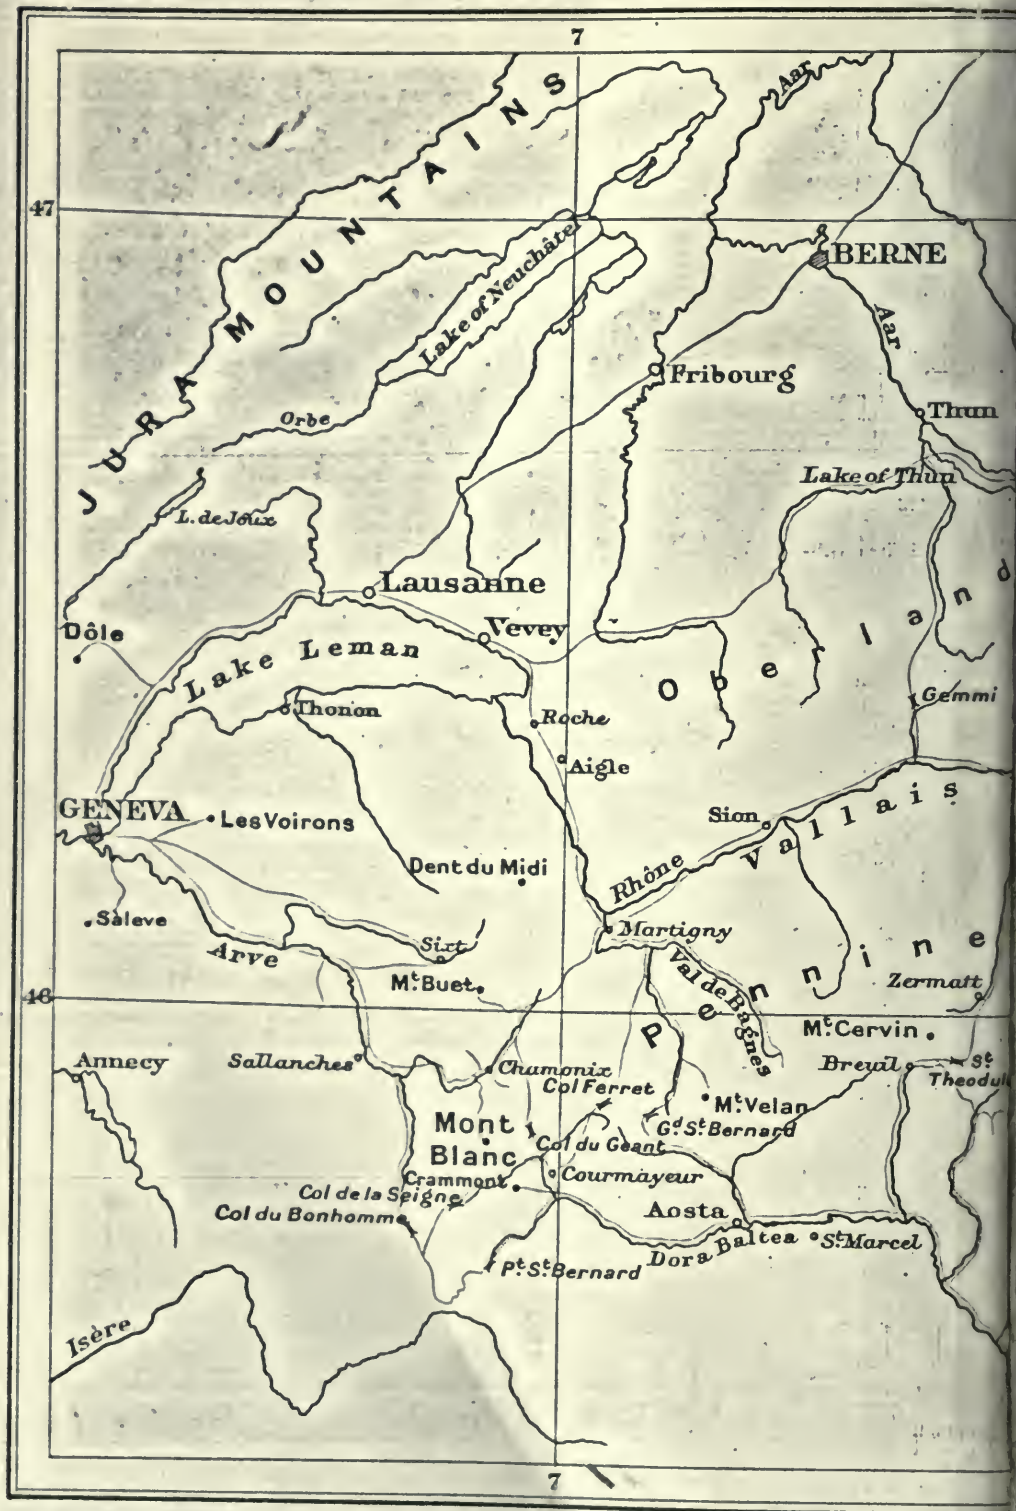 7
JURA MOUNTAINS
Aar
47
Lake of Neuchâtel
BERNE
Aar
Fribourg
Orbe
Thun
Lake of Thun
L. de Joux
Lausanne
Dôle
Vevey
Lake Leman
Obeland
Gemmi
Thonon
Roche
Aigle
GENEVA
Les Voirons
Sion
Vallais
Dent du Midi
Rhône
Salève
Martigny
Arve
Sixt
Val de Bagnes
Pennine
Mt. Buet
Zermatt
46
Mt. Cervin
Annecy
Sallanches
Chamonix
Breuil
St.
Theodul
Col Ferret
Mt. Velan
Mont
Blanc
Gd. St. Bernard
Col du Geant
Crammont
Courmayeur
Col de la Seigne
Col du Bonhomme
Aosta
Dora Baltea
St. Marcel
Pt. St. Bernard
Isère
7